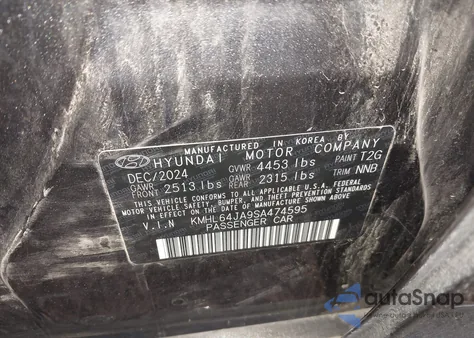 MANUFACTURED IN KOREA BY
HYUNDAI MOTOR COMPANY
DEC/2024 GVWR 4453 lbs PAINT T2G
GAWR FRONT 2513 lbs GAWR REAR 2315 lbs TRIM NNB
THIS VEHICLE CONFORMS TO ALL APPLICABLE U.S.A. FEDERAL
MOTOR VEHICLE SAFETY, BUMPER, AND THEFT PREVENTION STANDARDS
IN EFFECT ON THE DATE OF MANUFACTURE SHOWN ABOVE
V.I.N KMHL64JA9SA474595
PASSENGER CAR
autaSnap